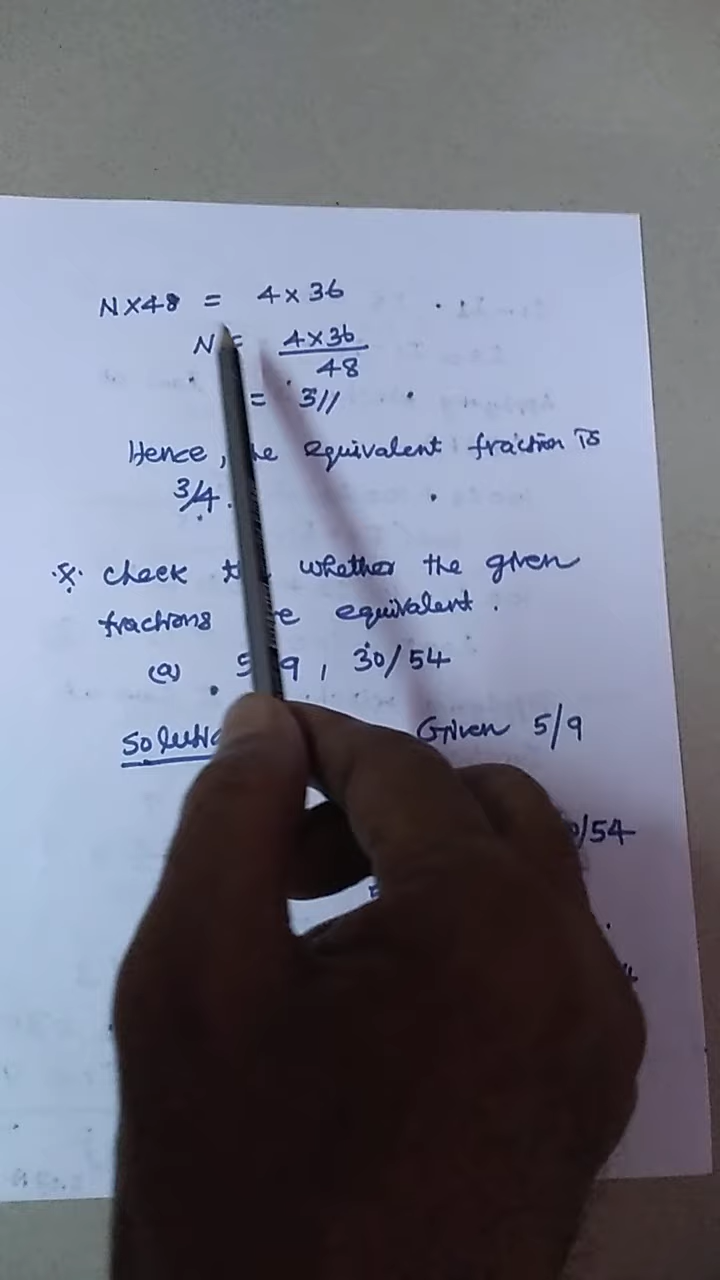 N×48 = 4×36
N = 4×36
48
= 3//
Hence, equivalent fraction is
3/4.
check whether the given
fractions equivalent.
(a) 5/9, 30/54
Given 5/9
/54